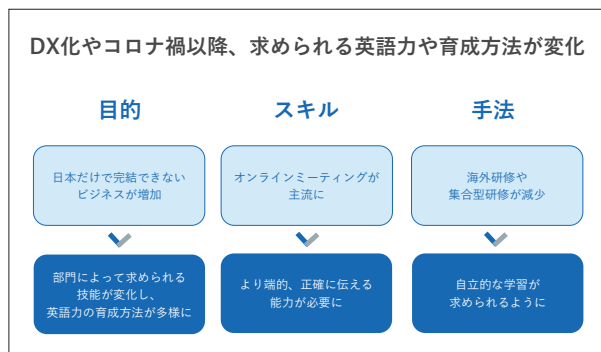 DX化やコロナ禍以降、求められる英語力や育成方法が変化
目的
日本だけで完結できない
ビジネスが増加
部門によって求められる
技能が変化し、
英語力の育成方法が多様に
スキル
オンラインミーティングが
主流に
より端的、正確に伝える
能力が必要に
手法
海外研修や
集合型研修が減少
自立的な学習が
求められるように